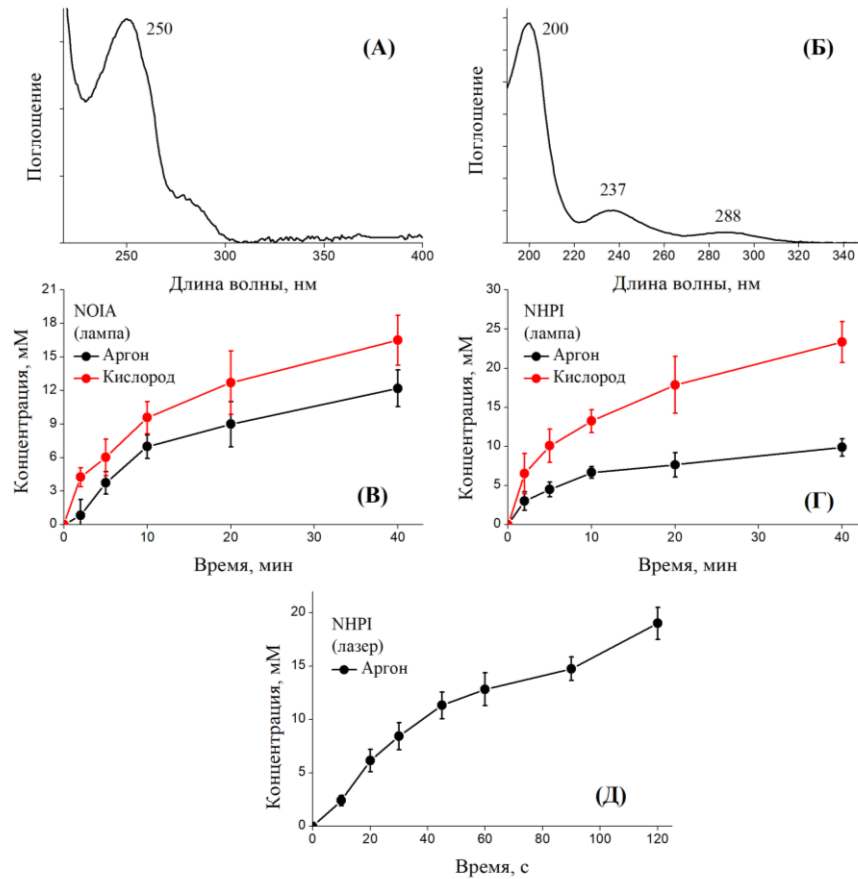 250
(А)
Поглощение
250
300
350
400
Длина волны, нм
200
(Б)
237
288
Поглощение
200
220
240
260
280
300
320
340
Длина волны, нм
21
18
15
12
9
6
3
0
NOIA
(лампа)
Аргон
Кислород
(В)
Концентрация, мМ
0
10
20
30
40
Время, мин
30
25
20
15
10
5
0
NHPI
(лампа)
Аргон
Кислород
(Г)
Концентрация, мМ
0
10
20
30
40
Время, мин
20
15
10
5
0
NHPI
(лазер)
Аргон
(Д)
Концентрация, мМ
0
20
40
60
80
100
120
Время, с